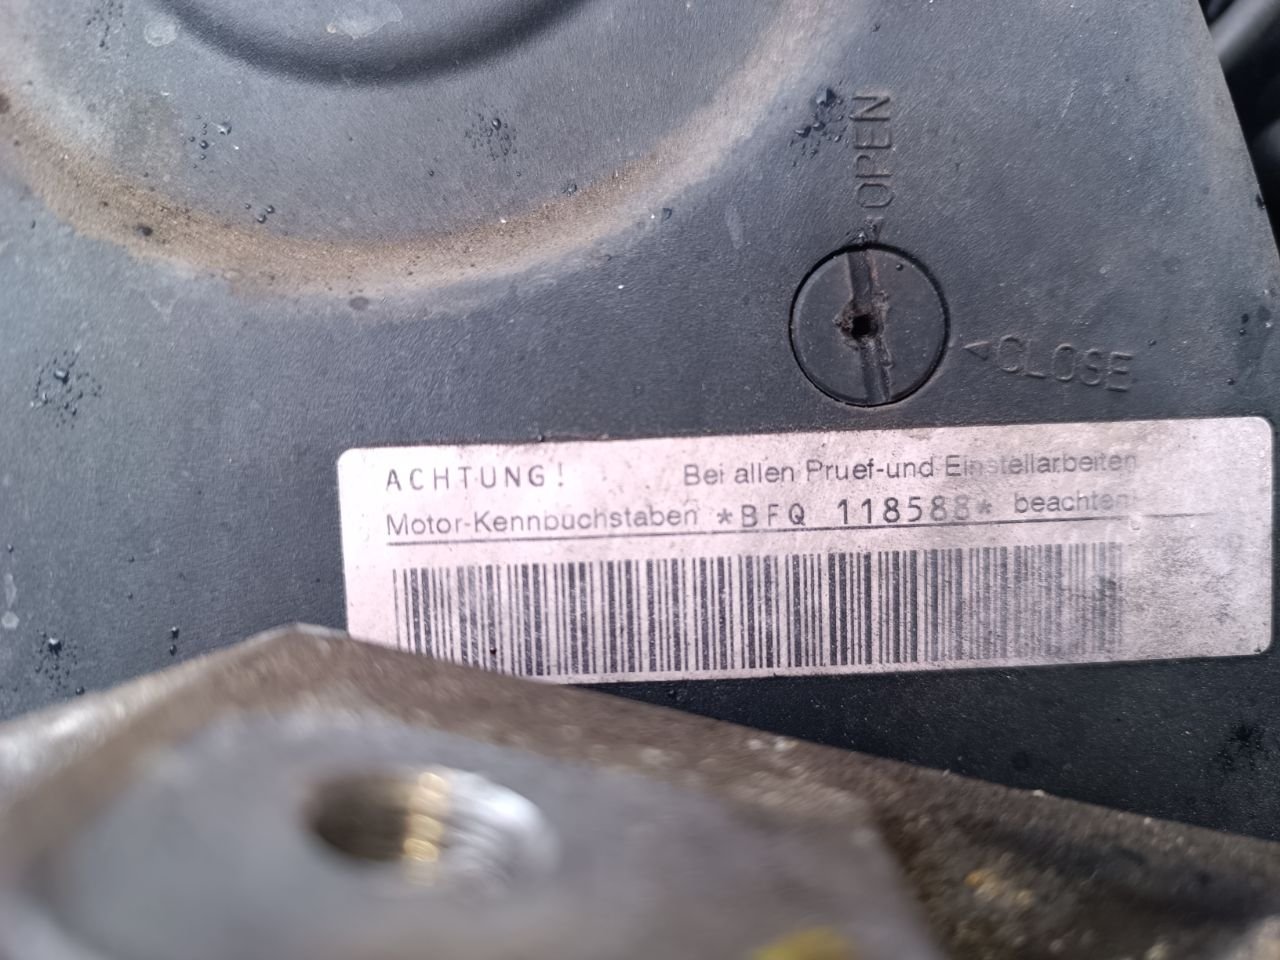 OPEN
CLOSE
ACHTUNG! Bei allen Pruef-und Einstellarbeiten
Motor-Kennbuchstaben *BFQ 118588* beachten!